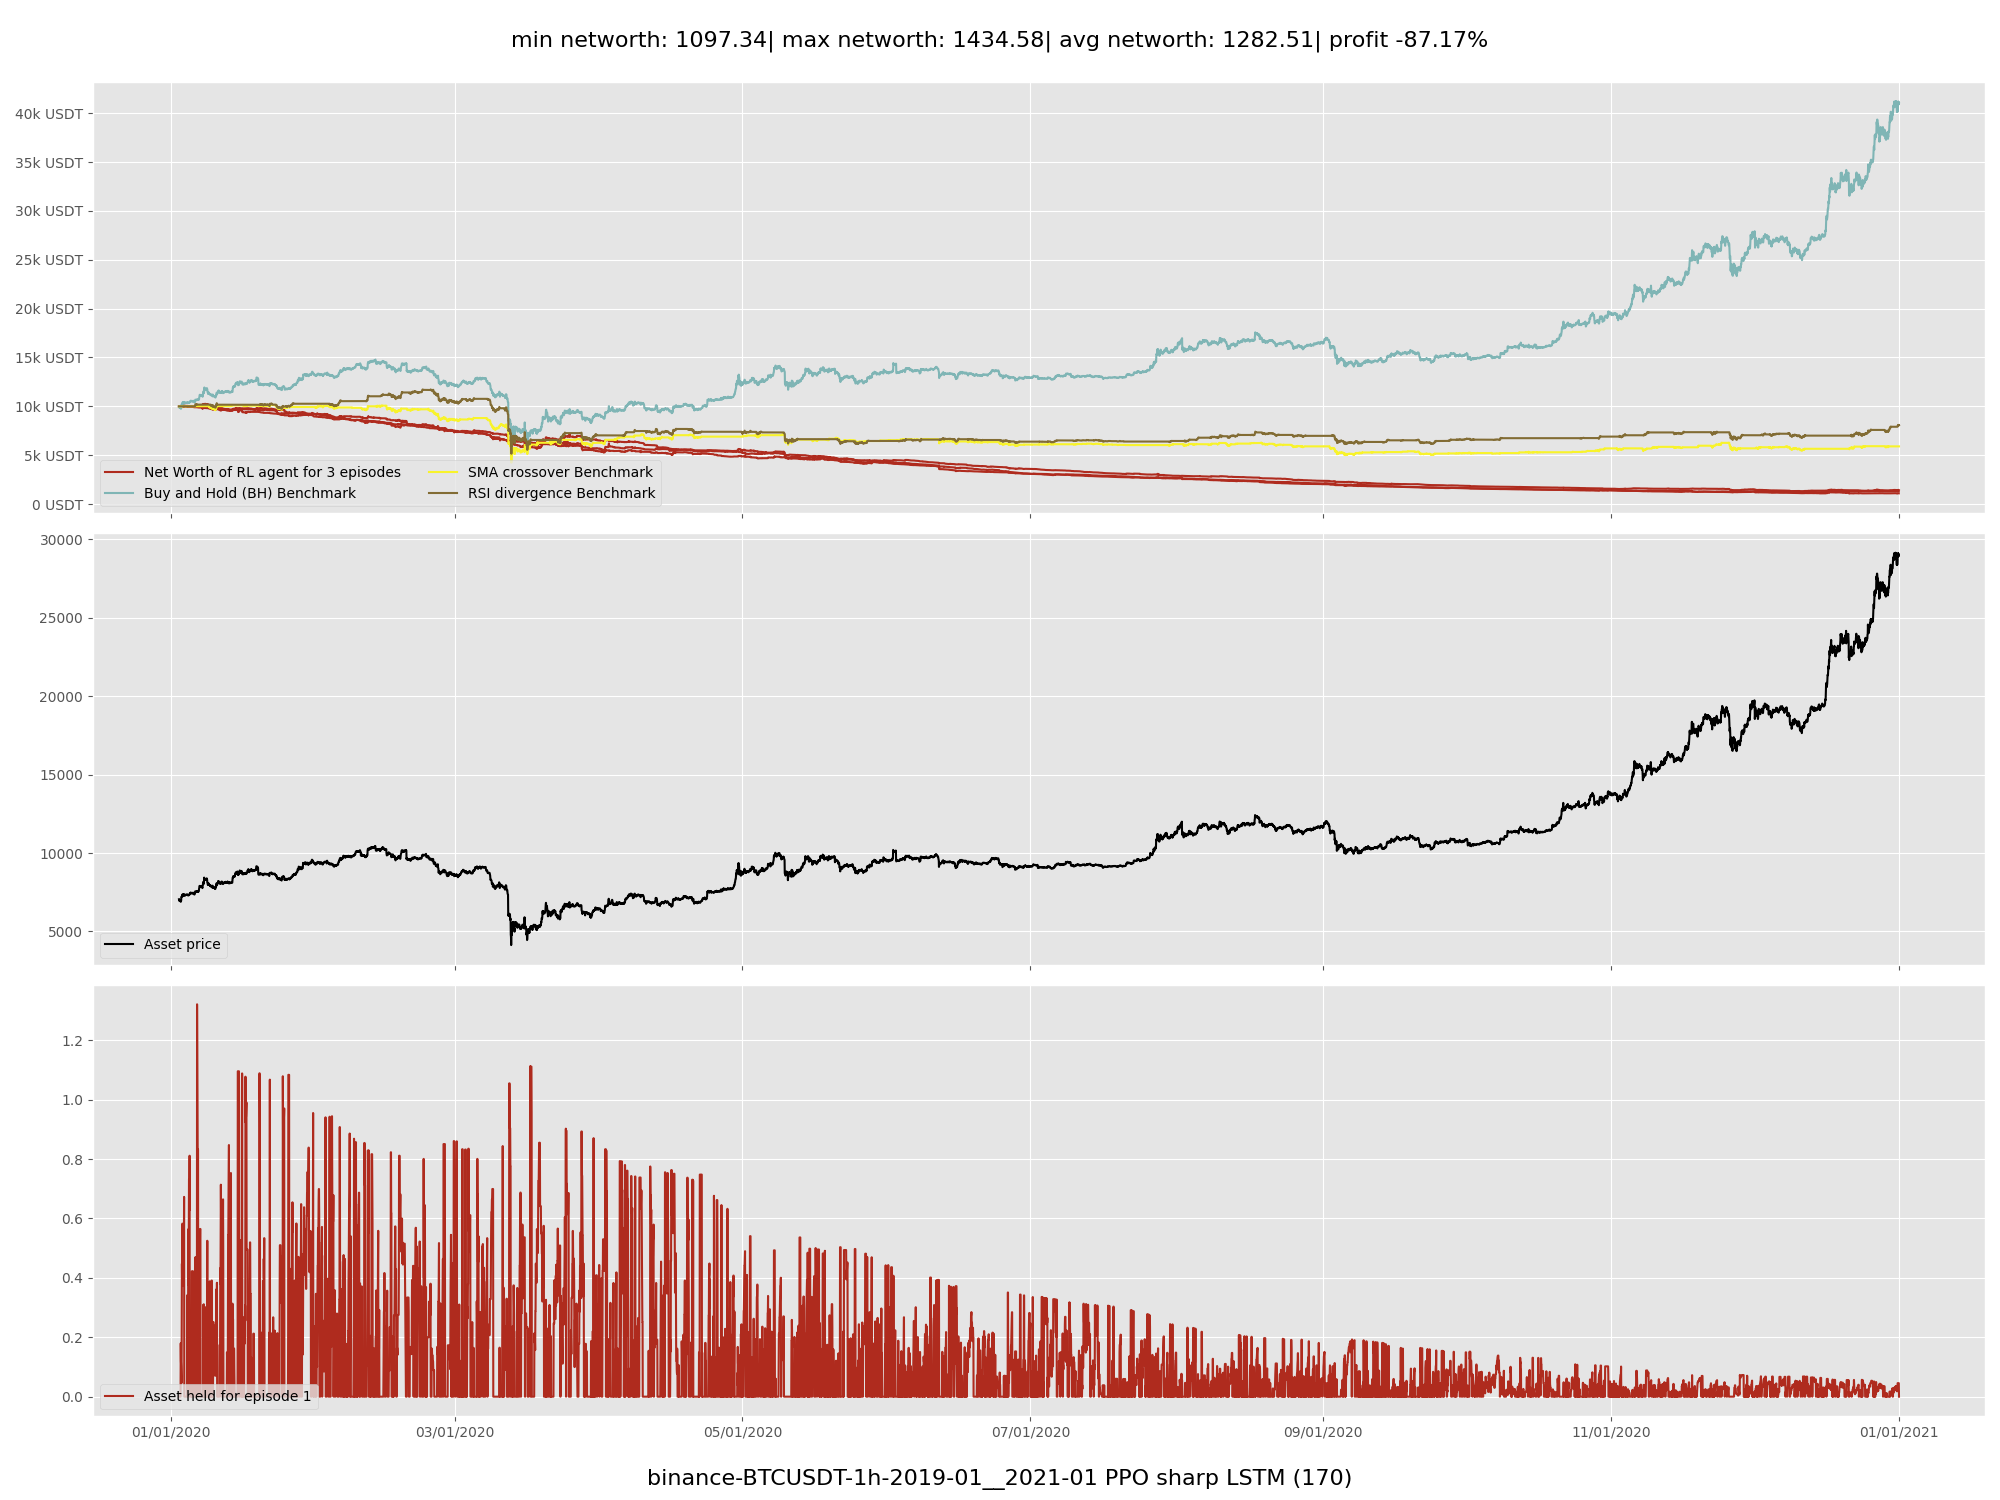 min networth: 1097.34| max networth: 1434.58| avg networth: 1282.51| profit -87.17%
40k USDT
35k USDT
30k USDT
25k USDT
20k USDT
15k USDT
10k USDT
5k USDT
0 USDT
Net Worth of RL agent for 3 episodes
Buy and Hold (BH) Benchmark
SMA crossover Benchmark
RSI divergence Benchmark
30000
25000
20000
15000
10000
5000
Asset price
1.2
1.0
0.8
0.6
0.4
0.2
0.0
Asset held for episode 1
01/01/2020 03/01/2020 05/01/2020 07/01/2020 09/01/2020 11/01/2020 01/01/2021
binance-BTCUSDT-1h-2019-01__2021-01 PPO sharp LSTM (170)